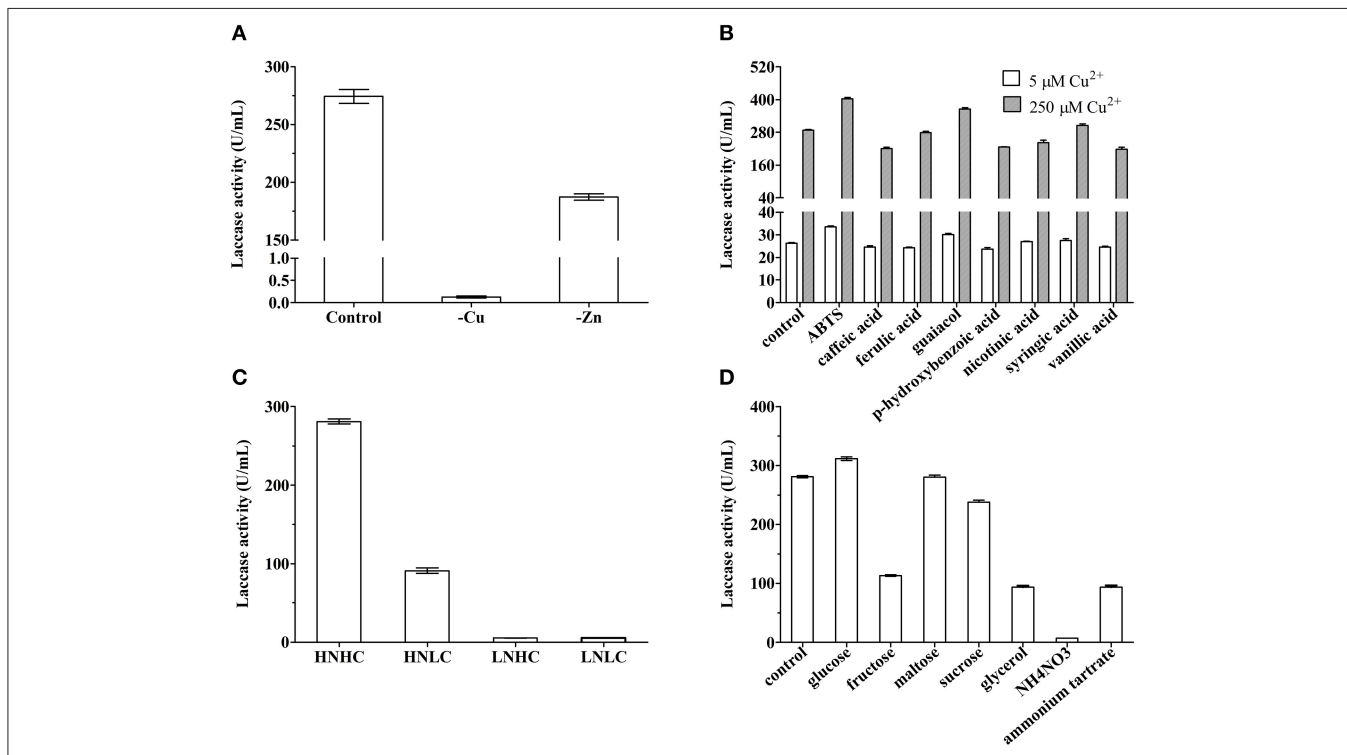 A
Laccase activity (U/mL)
300
250
200
150
1.0
0.5
0.0
Control
-Cu
-Zn
B
Laccase activity (U/mL)
520
400
280
160
40
40
30
20
10
0
5 μM Cu²⁺
250 μM Cu²⁺
control
ABTS
caffeic acid
ferulic acid
guaiacol
p-hydroxybenzoic acid
nicotinic acid
syringic acid
vanillic acid
C
Laccase activity (U/mL)
300
200
100
0
HNHC
HNLC
LNHC
LNLC
D
Laccase activity (U/mL)
400
300
200
100
0
control
glucose
fructose
maltose
sucrose
glycerol
NH4NO3
ammonium tartrate